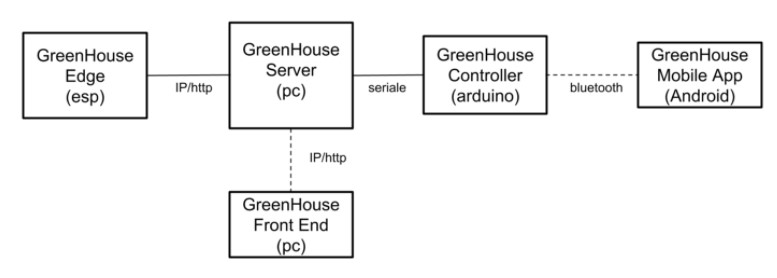 GreenHouse
Edge
(esp)
IP/http
GreenHouse
Server
(pc)
seriale
GreenHouse
Controller
(arduino)
bluetooth
GreenHouse
Mobile App
(Android)
IP/http
GreenHouse
Front End
(pc)